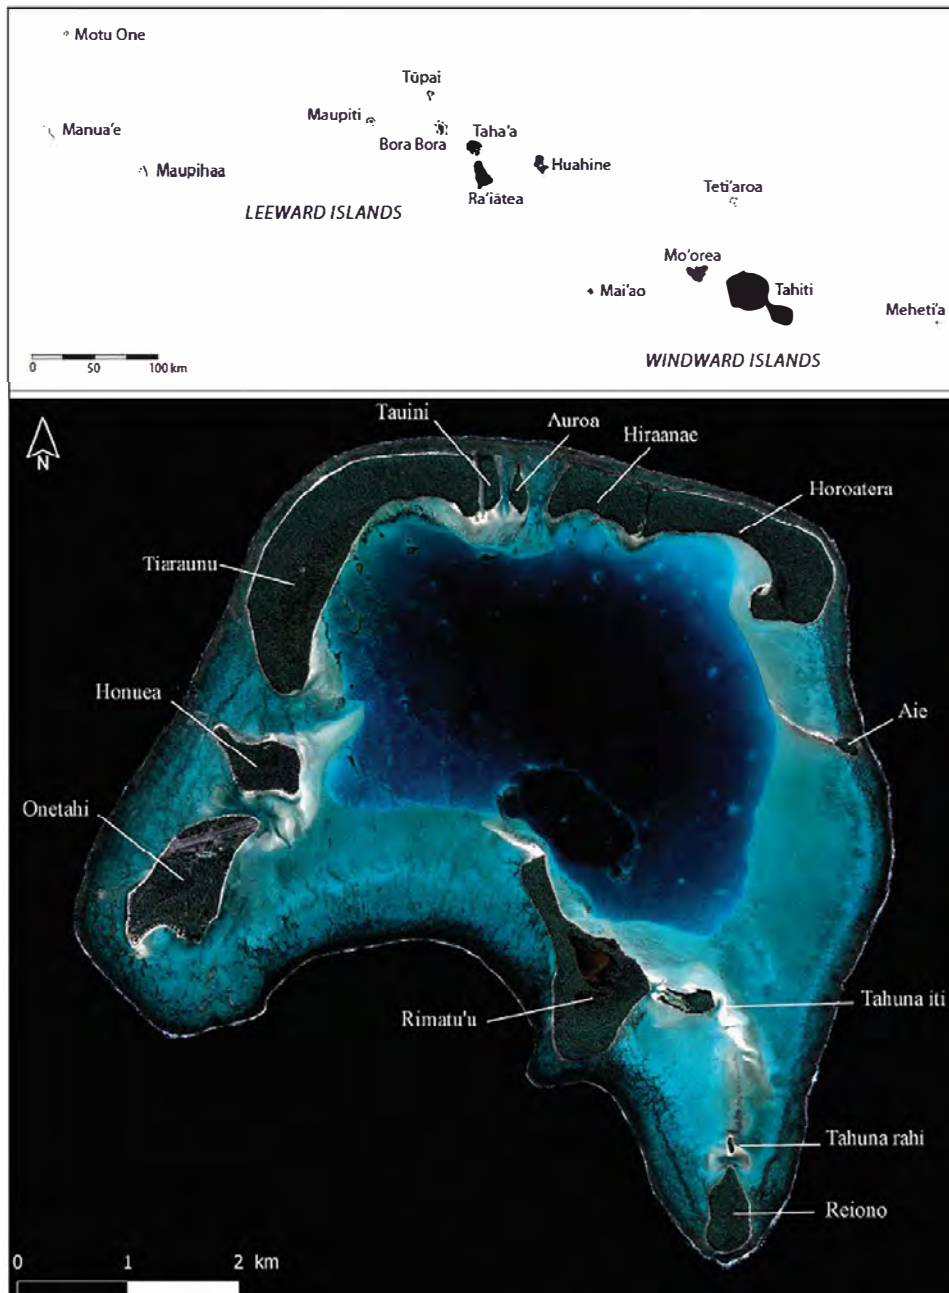 Motu One
Tūpai
Manua'e
Maupiti
Bora Bora
Taha'a
Maupihaa
Huahine
Ra'iātea
Teti'aroa
LEEWARD ISLANDS
Mo'orea
Mai'ao
Tahiti
Meheti'a
0 50 100 km
WINDWARD ISLANDS
Tauini
Auroa
Hiraanae
N
Horoatera
Tiaraunu
Honuea
Aie
Onetahi
Tahuna iti
Rimatu'u
Tahuna rahi
Reiono
0 1 2 km